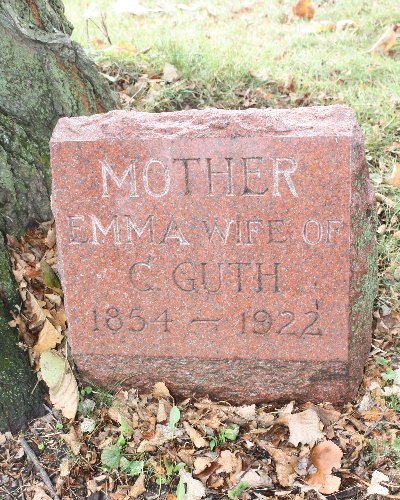 MOTHER
EMMA WIFE OF
C. GUTH
1854 — 1922